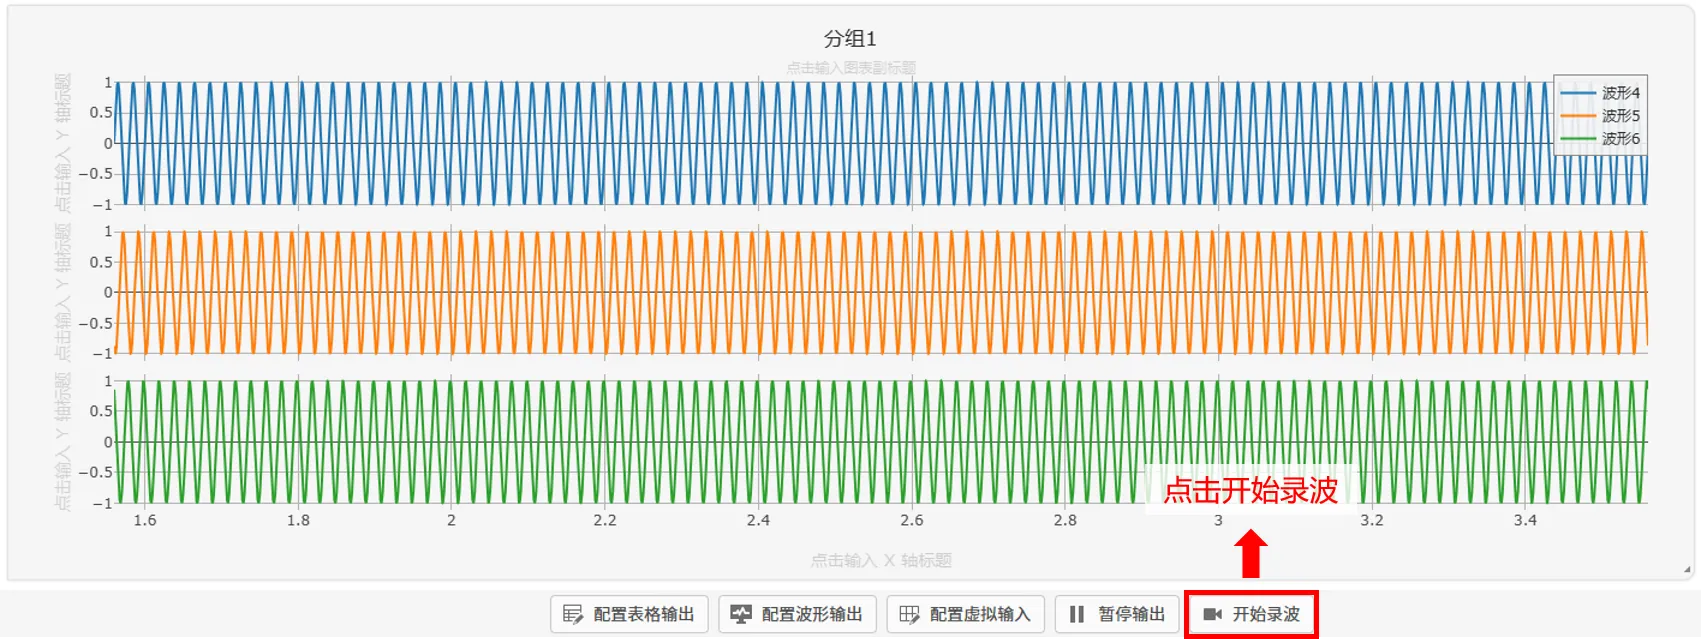 分组1
点击输入图表副标题
点击输入 Y 轴标题
1
0.5
0
−0.5
−1
波形4
波形5
波形6
点击输入 Y 轴标题
1
0.5
0
−0.5
−1
点击输入 Y 轴标题
1
0.5
0
−0.5
−1
点击开始录波
1.6 1.8 2 2.2 2.4 2.6 2.8 3 3.2 3.4
点击输入 X 轴标题
配置表格输出 配置波形输出 配置虚拟输入 暂停输出 开始录波